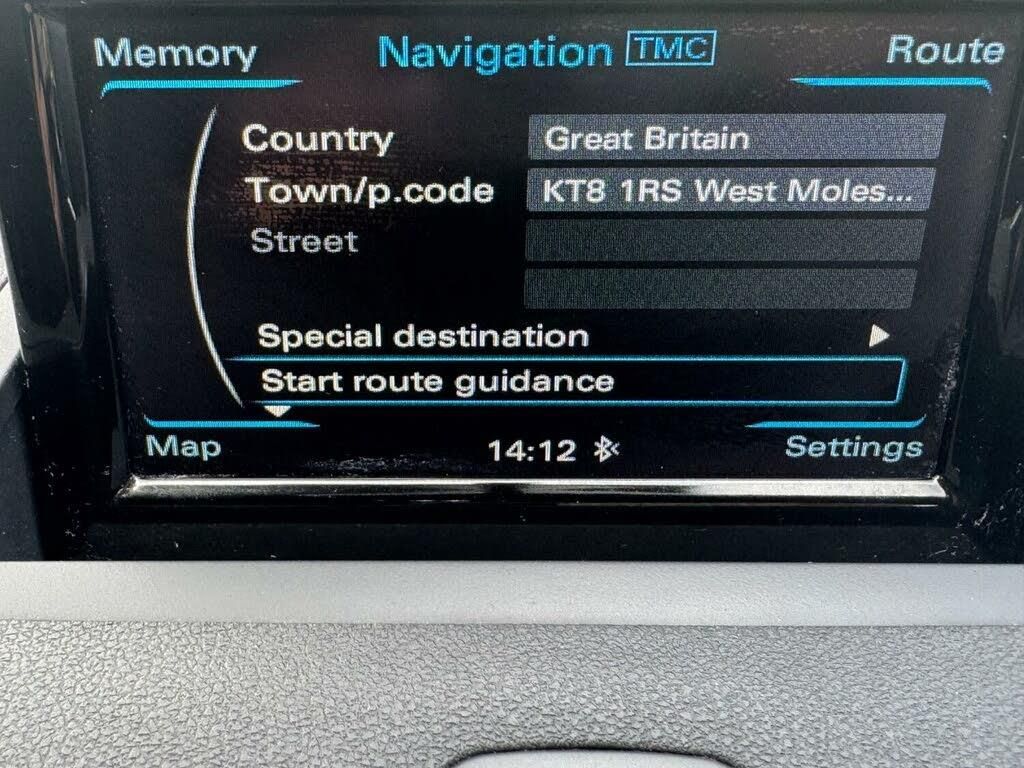 Memory Navigation TMC Route
Country Great Britain
Town/p.code KT8 1RS West Moles...
Street
Special destination
Start route guidance
Map 14:12 Settings